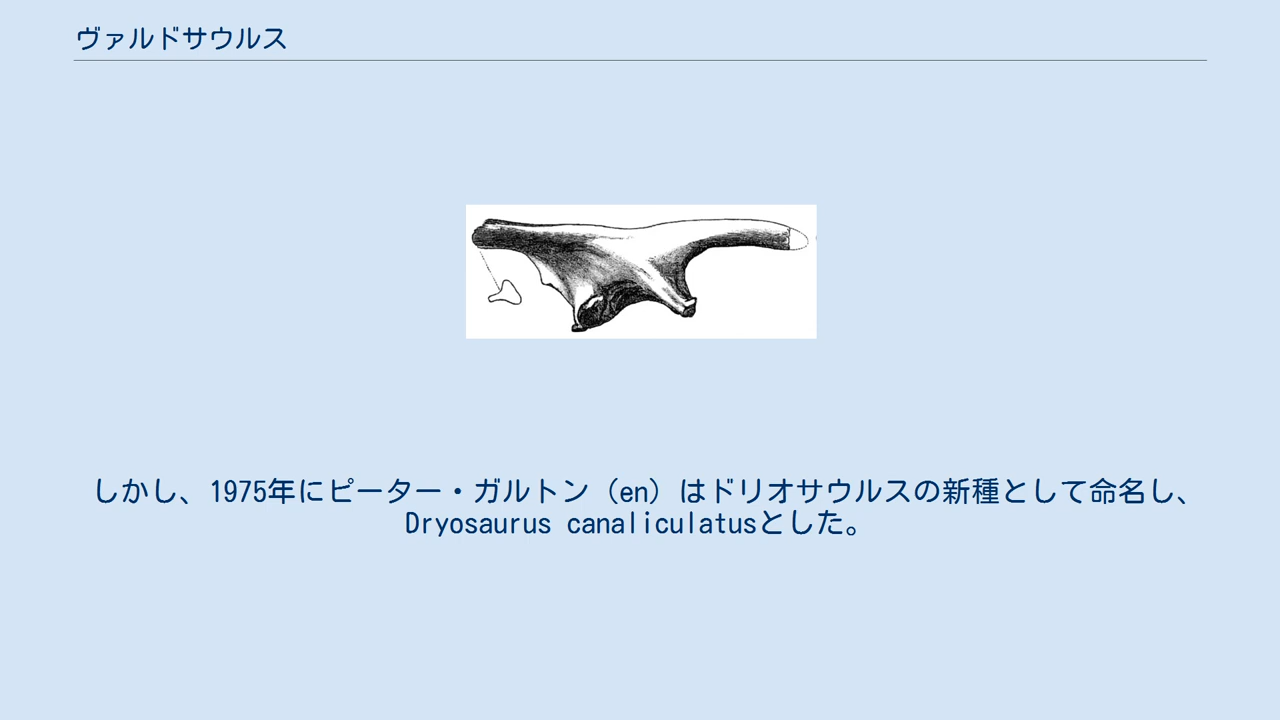 ヴァルドサウルス
しかし、1975年にピーター・ガルトン（en）はドリオサウルスの新種として命名し、
Dryosaurus canaliculatusとした。